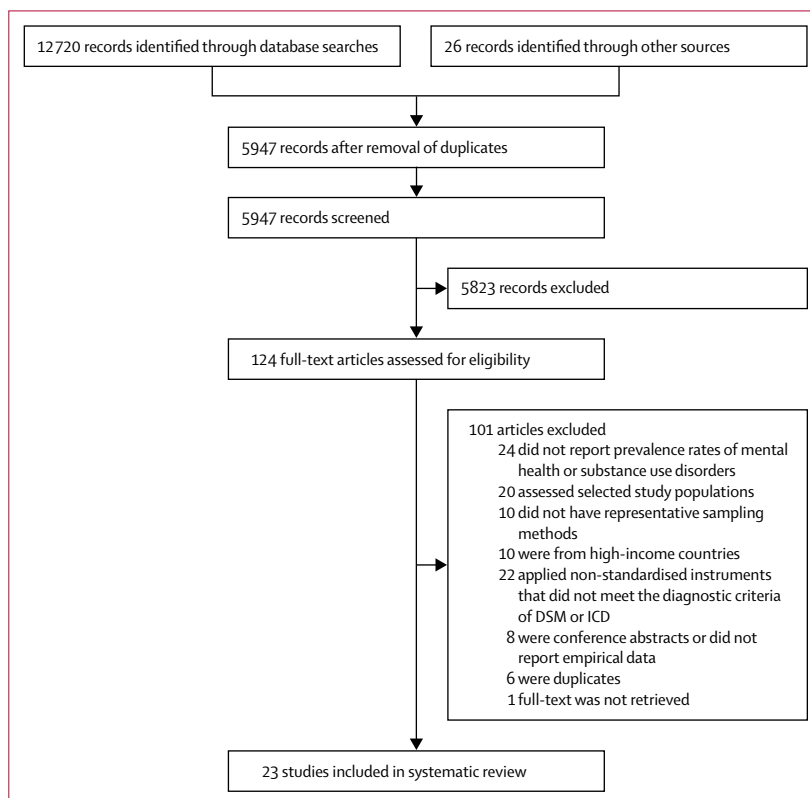 12720 records identified through database searches
26 records identified through other sources
5947 records after removal of duplicates
5947 records screened
5823 records excluded
124 full-text articles assessed for eligibility
101 articles excluded
24 did not report prevalence rates of mental
health or substance use disorders
20 assessed selected study populations
10 did not have representative sampling
methods
10 were from high-income countries
22 applied non-standardised instruments
that did not meet the diagnostic criteria
of DSM or ICD
8 were conference abstracts or did not
report empirical data
6 were duplicates
1 full-text was not retrieved
23 studies included in systematic review